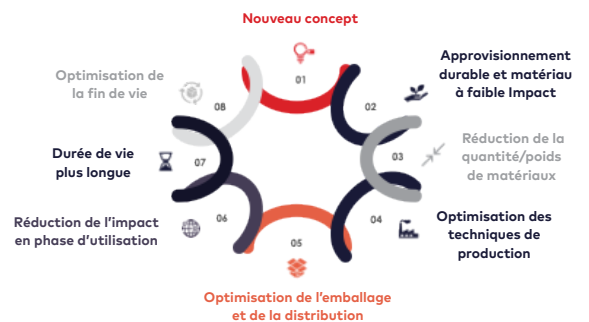 Nouveau concept
01
Approvisionnement
durable et matériau
à faible Impact
02
Réduction de la
quantité/poids
de matériaux
03
Optimisation des
techniques de
production
04
05
Optimisation de l'emballage
et de la distribution
06
Réduction de l'impact
en phase d'utilisation
07
Durée de vie
plus longue
08
Optimisation de
la fin de vie